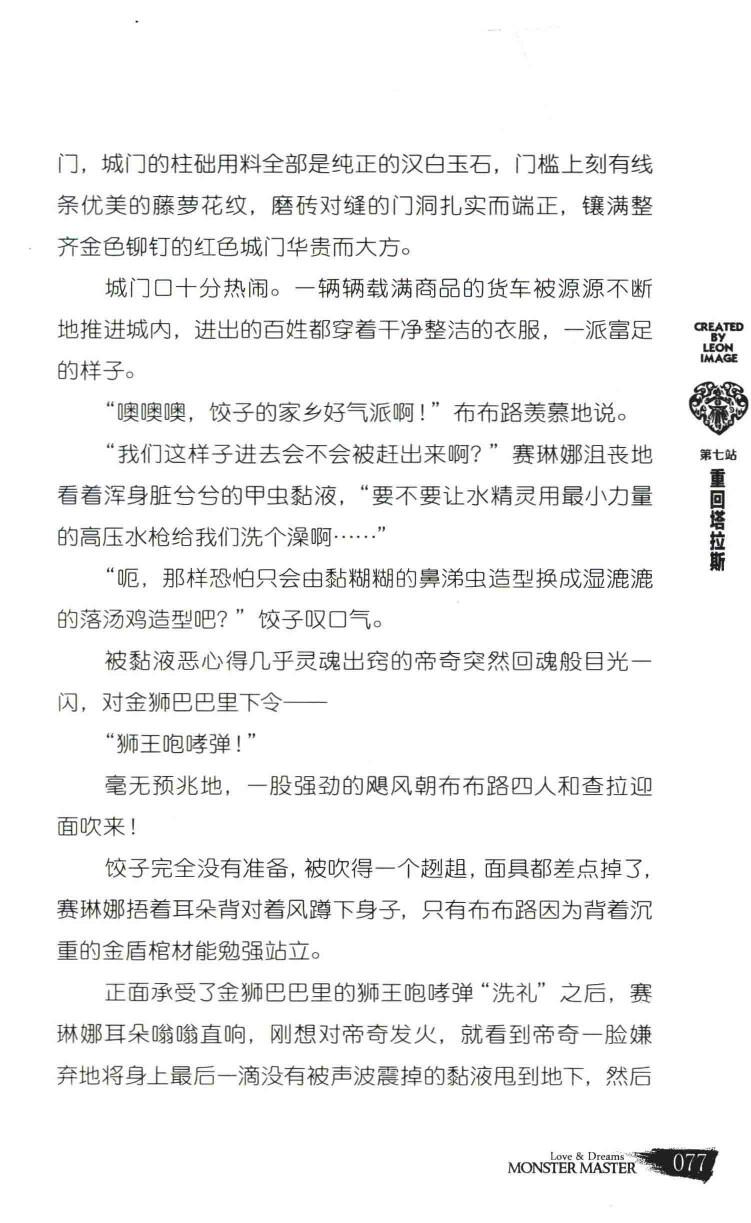 门，城门的柱础用料全部是纯正的汉白玉石，门槛上刻有线
条优美的藤萝花纹，磨砖对缝的门洞扎实而端正，镶满整
齐金色铆钉的红色城门华贵而大方。
城门口十分热闹。一辆辆载满商品的货车被源源不断
地推进城内，进出的百姓都穿着干净整洁的衣服，一派富足
的样子。
“噢噢噢，饺子的家乡好气派啊！”布布路羡慕地说。
“我们这样子进去会不会被赶出来啊？”赛琳娜沮丧地
看着浑身脏兮兮的甲虫黏液，“要不要让水精灵用最小力量
的高压水枪给我们洗个澡啊……”
“呃，那样恐怕只会由黏糊糊的鼻涕虫造型换成湿漉漉
的落汤鸡造型吧？”饺子叹口气。
被黏液恶心得几乎灵魂出窍的帝奇突然回魂般目光一
闪，对金狮巴巴里下令——
“狮王咆哮弹！”
毫无预兆地，一股强劲的飓风朝布布路四人和查拉迎
面吹来！
饺子完全没有准备，被吹得一个趔趄，面具都差点掉了，
赛琳娜捂着耳朵背对着风蹲下身子，只有布布路因为背着沉
重的金盾棺材能勉强站立。
正面承受了金狮巴巴里的狮王咆哮弹“洗礼”之后，赛
琳娜耳朵嗡嗡直响，刚想对帝奇发火，就看到帝奇一脸嫌
弃地将身上最后一滴没有被声波震掉的黏液甩到地下，然后
CREATED
BY
LEON
IMAGE
第七站
重回塔拉斯
Love & Dreams
MONSTER MASTER
077